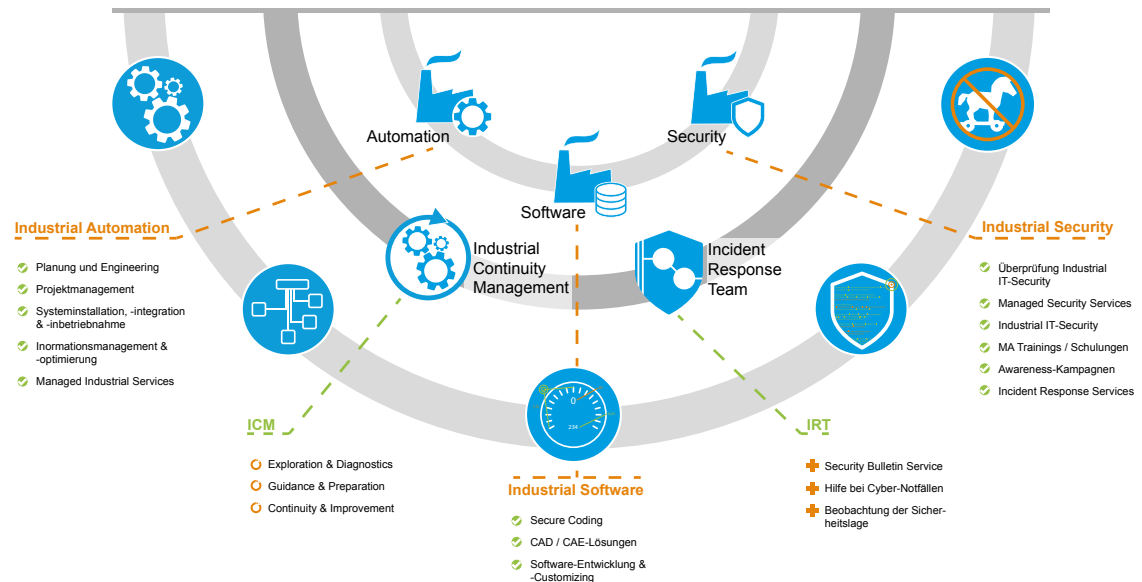 Automation
Security
Software
Industrial
Continuity
Management
Incident
Response
Team
0
234
Industrial Automation
Planung und Engineering
Projektmanagement
Systeminstallation, -integration
& -inbetriebnahme
Inormationsmanagement &
-optimierung
Managed Industrial Services
ICM
Exploration & Diagnostics
Guidance & Preparation
Continuity & Improvement
Industrial Software
Secure Coding
CAD / CAE-Lösungen
Software-Entwicklung &
-Customizing
IRT
Security Bulletin Service
Hilfe bei Cyber-Notfällen
Beobachtung der Sicher-
heitslage
Industrial Security
Überprüfung Industrial
IT-Security
Managed Security Services
Industrial IT-Security
MA Trainings / Schulungen
Awareness-Kampagnen
Incident Response Services